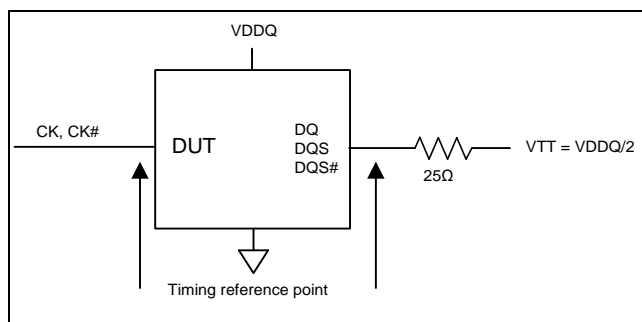 VDDQ
CK, CK#
DUT
DQ
DQS
DQS#
VTT = VDDQ/2
25Ω
Timing reference point